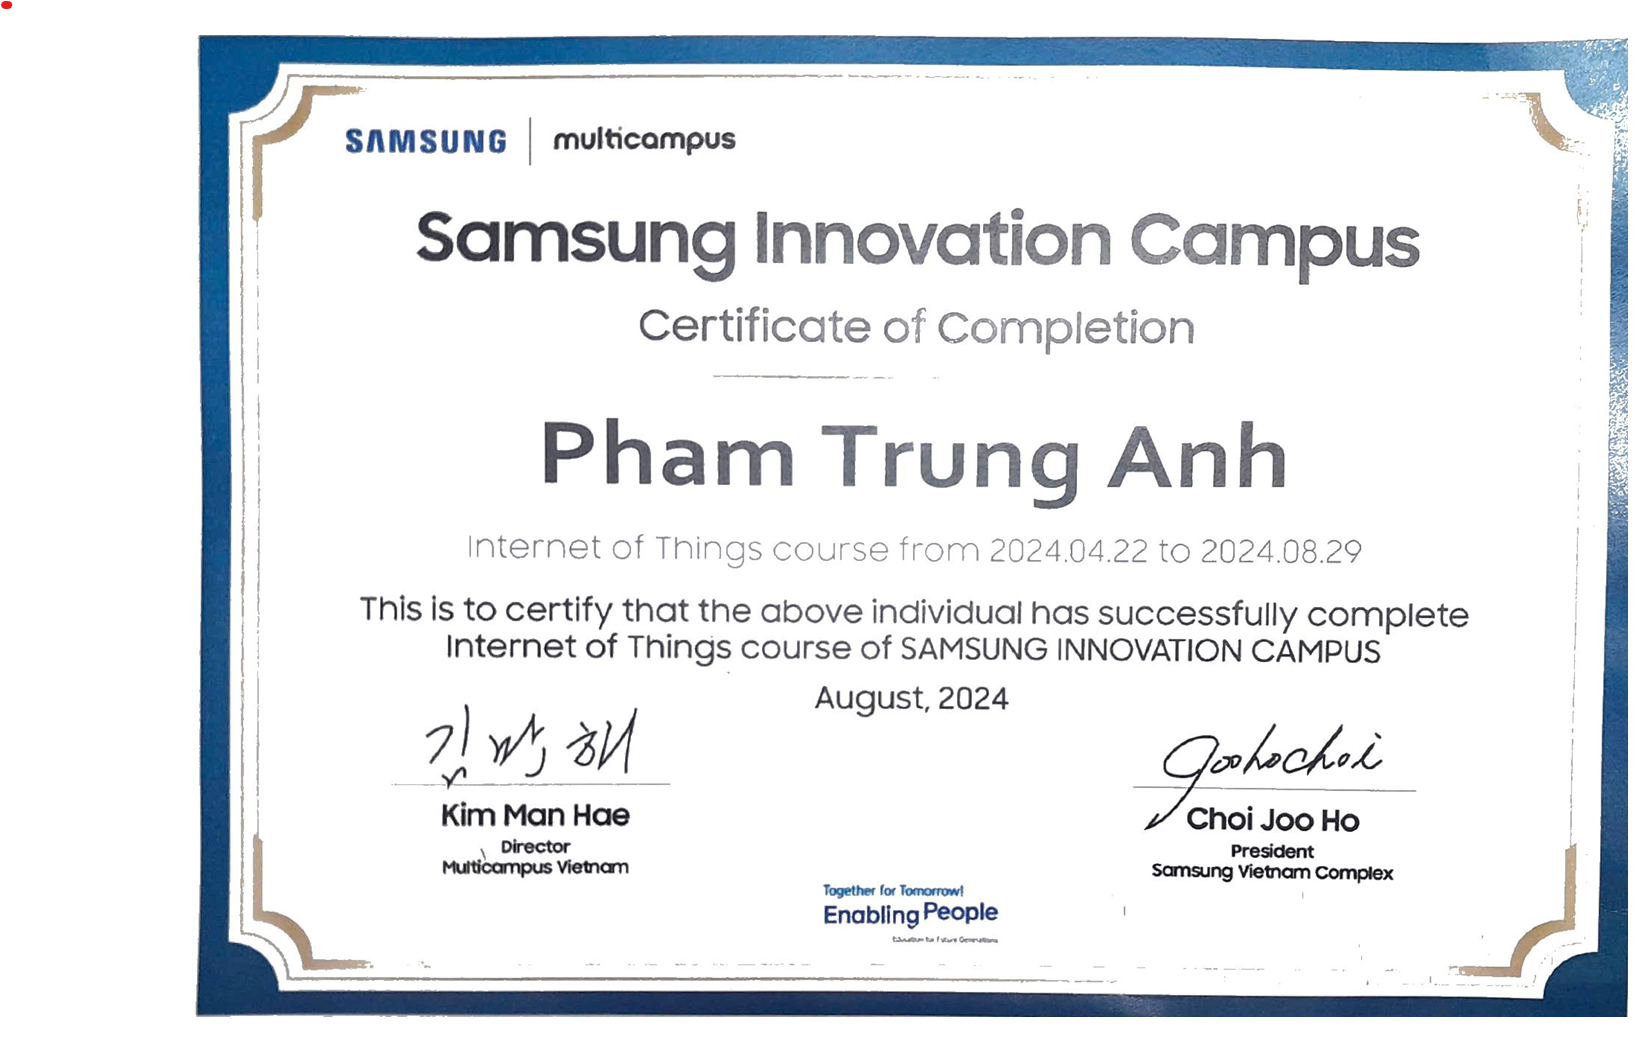 SAMSUNG | multicampus
Samsung Innovation Campus
Certificate of Completion
Pham Trung Anh
Internet of Things course from 2024.04.22 to 2024.08.29
This is to certify that the above individual has successfully complete
Internet of Things course of SAMSUNG INNOVATION CAMPUS
August, 2024
김만해
Joohochoi
Kim Man Hae
Choi Joo Ho
Director
President
Multicampus Vietnam
Samsung Vietnam Complex
Together for Tomorrow!
Enabling People
Education for Future Generations